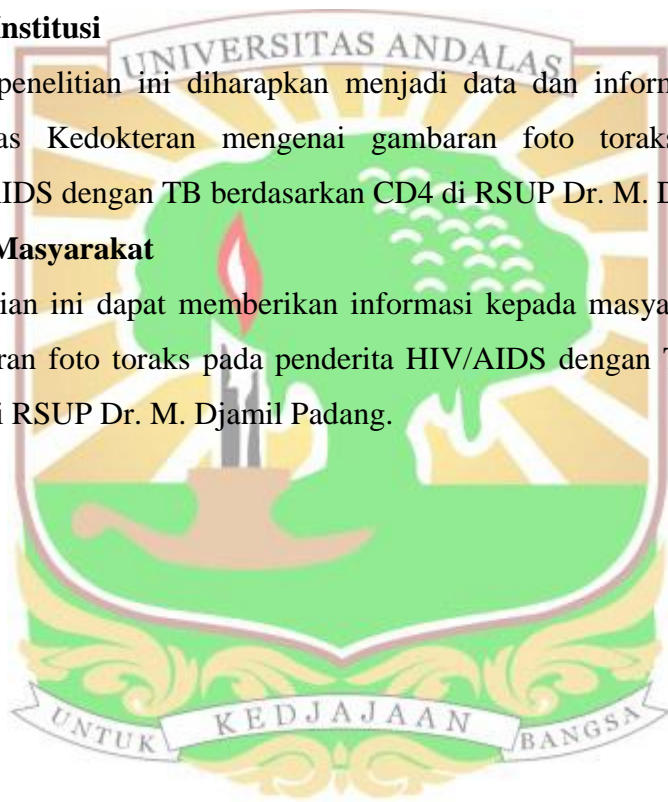 Institusi
UNIVERSITAS ANDALAS
penelitian ini diharapkan menjadi data dan inform
as Kedokteran mengenai gambaran foto toraks
AIDS dengan TB berdasarkan CD4 di RSUP Dr. M. D
Masyarakat
ian ini dapat memberikan informasi kepada masya
ran foto toraks pada penderita HIV/AIDS dengan T
i RSUP Dr. M. Djamil Padang.
UNTUK KEDJAJAAN BANGSA